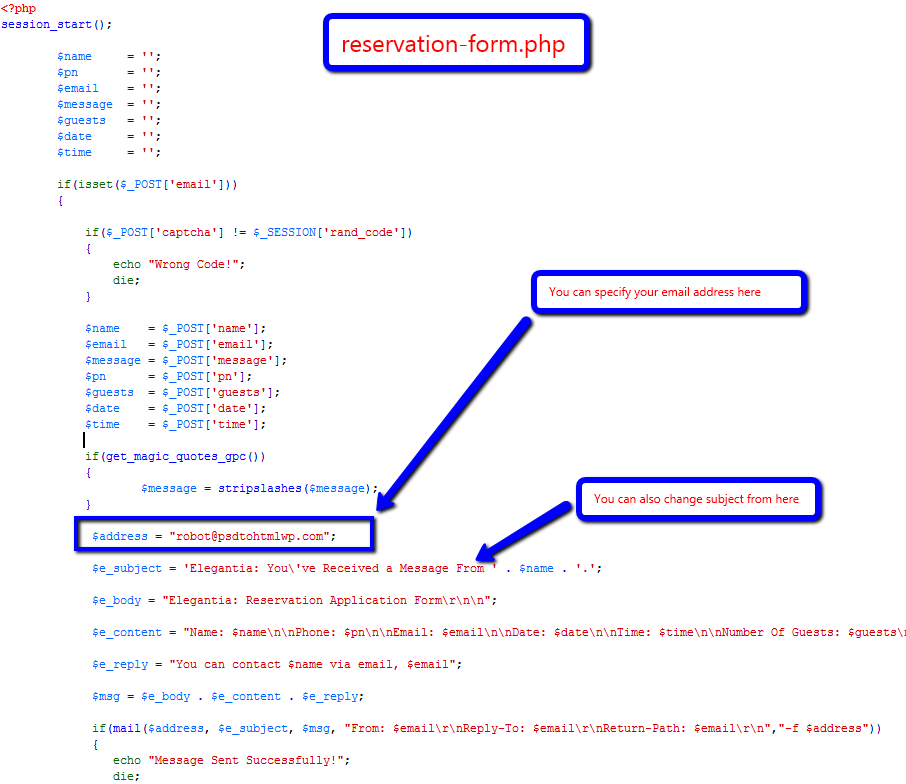 <?php
session_start();
reservation-form.php
$name = '';
$pn = '';
$email = '';
$message = '';
$guests = '';
$date = '';
$time = '';
if(isset($_POST['email']))
{
if($_POST['captcha'] != $_SESSION['rand_code'])
{
echo "Wrong Code!";
die;
}
You can specify your email address here
$name = $_POST['name'];
$email = $_POST['email'];
$message = $_POST['message'];
$pn = $_POST['pn'];
$guests = $_POST['guests'];
$date = $_POST['date'];
$time = $_POST['time'];
if(get_magic_quotes_gpc())
{
$message = stripslashes($message);
}
You can also change subject from here
$address = "robot@psdtohtmlwp.com";
$e_subject = 'Elegantia: You\'ve Received a Message From ' . $name . '.';
$e_body = "Elegantia: Reservation Application Form\r\n\n";
$e_content = "Name: $name\n\nPhone: $pn\n\nEmail: $email\n\nDate: $date\n\nTime: $time\n\nNumber Of Guests: $guests\
$e_reply = "You can contact $name via email, $email";
$msg = $e_body . $e_content . $e_reply;
if(mail($address, $e_subject, $msg, "From: $email\r\nReply-To: $email\r\nReturn-Path: $email\r\n","-f $address"))
{
echo "Message Sent Successfully!";
die;